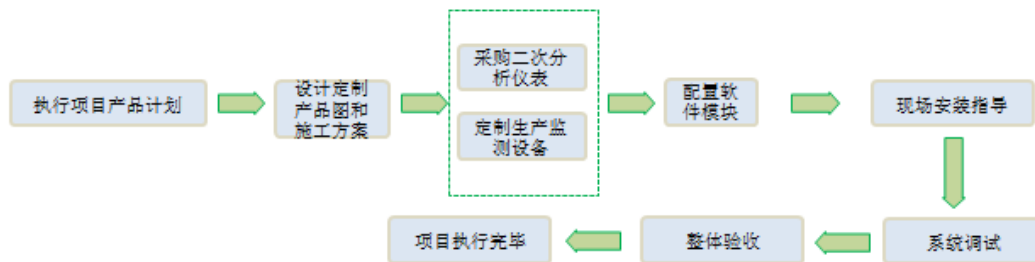 执行项目产品计划
设计定制
产品图和
施工方案
采购二次分
析仪表
定制生产监
测设备
配置软
件模块
现场安装指导
系统调试
整体验收
项目执行完毕